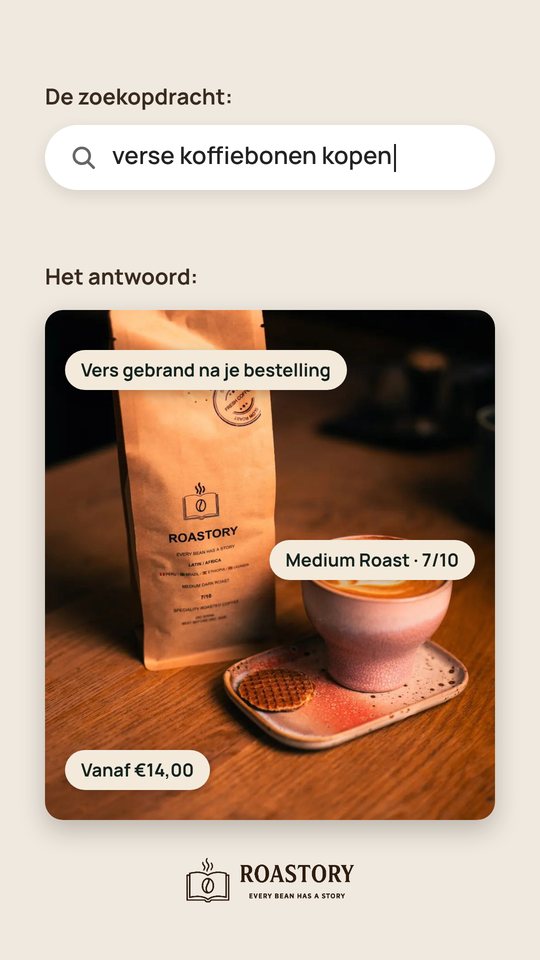 De zoekopdracht:
verse koffiebonen kopen
Het antwoord:
Vers gebrand na je bestelling
FRESH COFFEE
ROASTORY
EVERY BEAN HAS A STORY
LATIN / AFRICA
MEDIUM DARK ROAST
7/10
SPECIALITY ROASTED COFFEE
Medium Roast · 7/10
Vanaf €14,00
ROASTORY
EVERY BEAN HAS A STORY